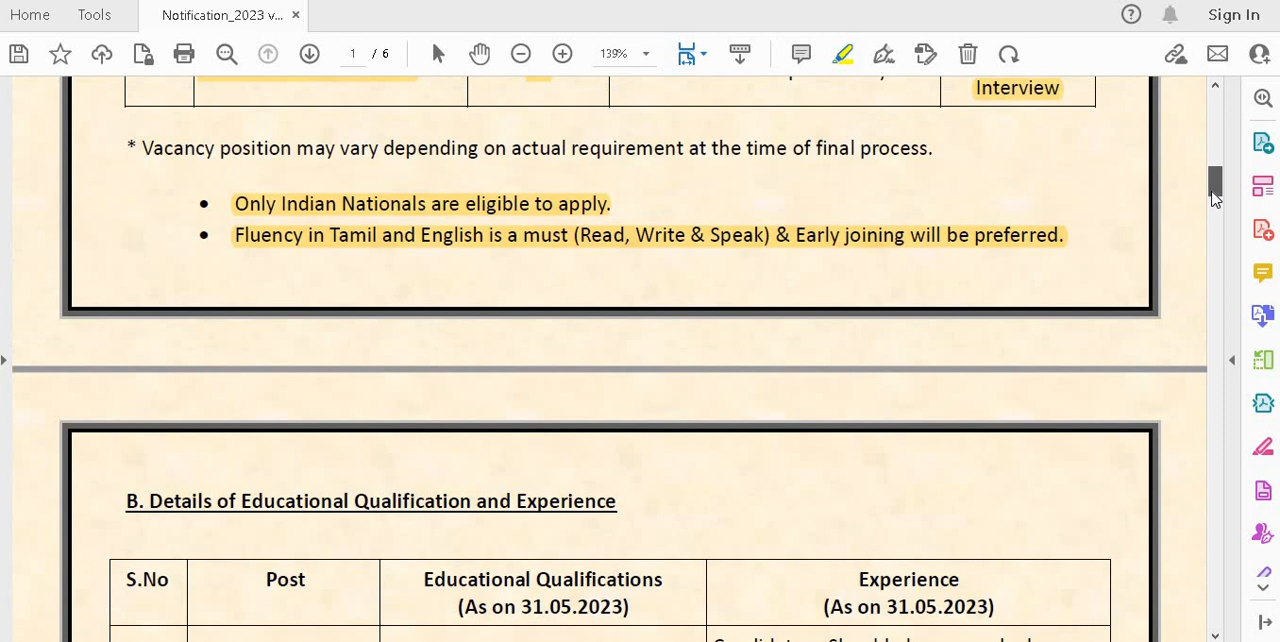 Home Tools Notification_2023 v... × Sign In
1 / 6 139%
Interview
* Vacancy position may vary depending on actual requirement at the time of final process.
• Only Indian Nationals are eligible to apply.
• Fluency in Tamil and English is a must (Read, Write & Speak) & Early joining will be preferred.
B. Details of Educational Qualification and Experience
S.No Post Educational Qualifications Experience
(As on 31.05.2023) (As on 31.05.2023)